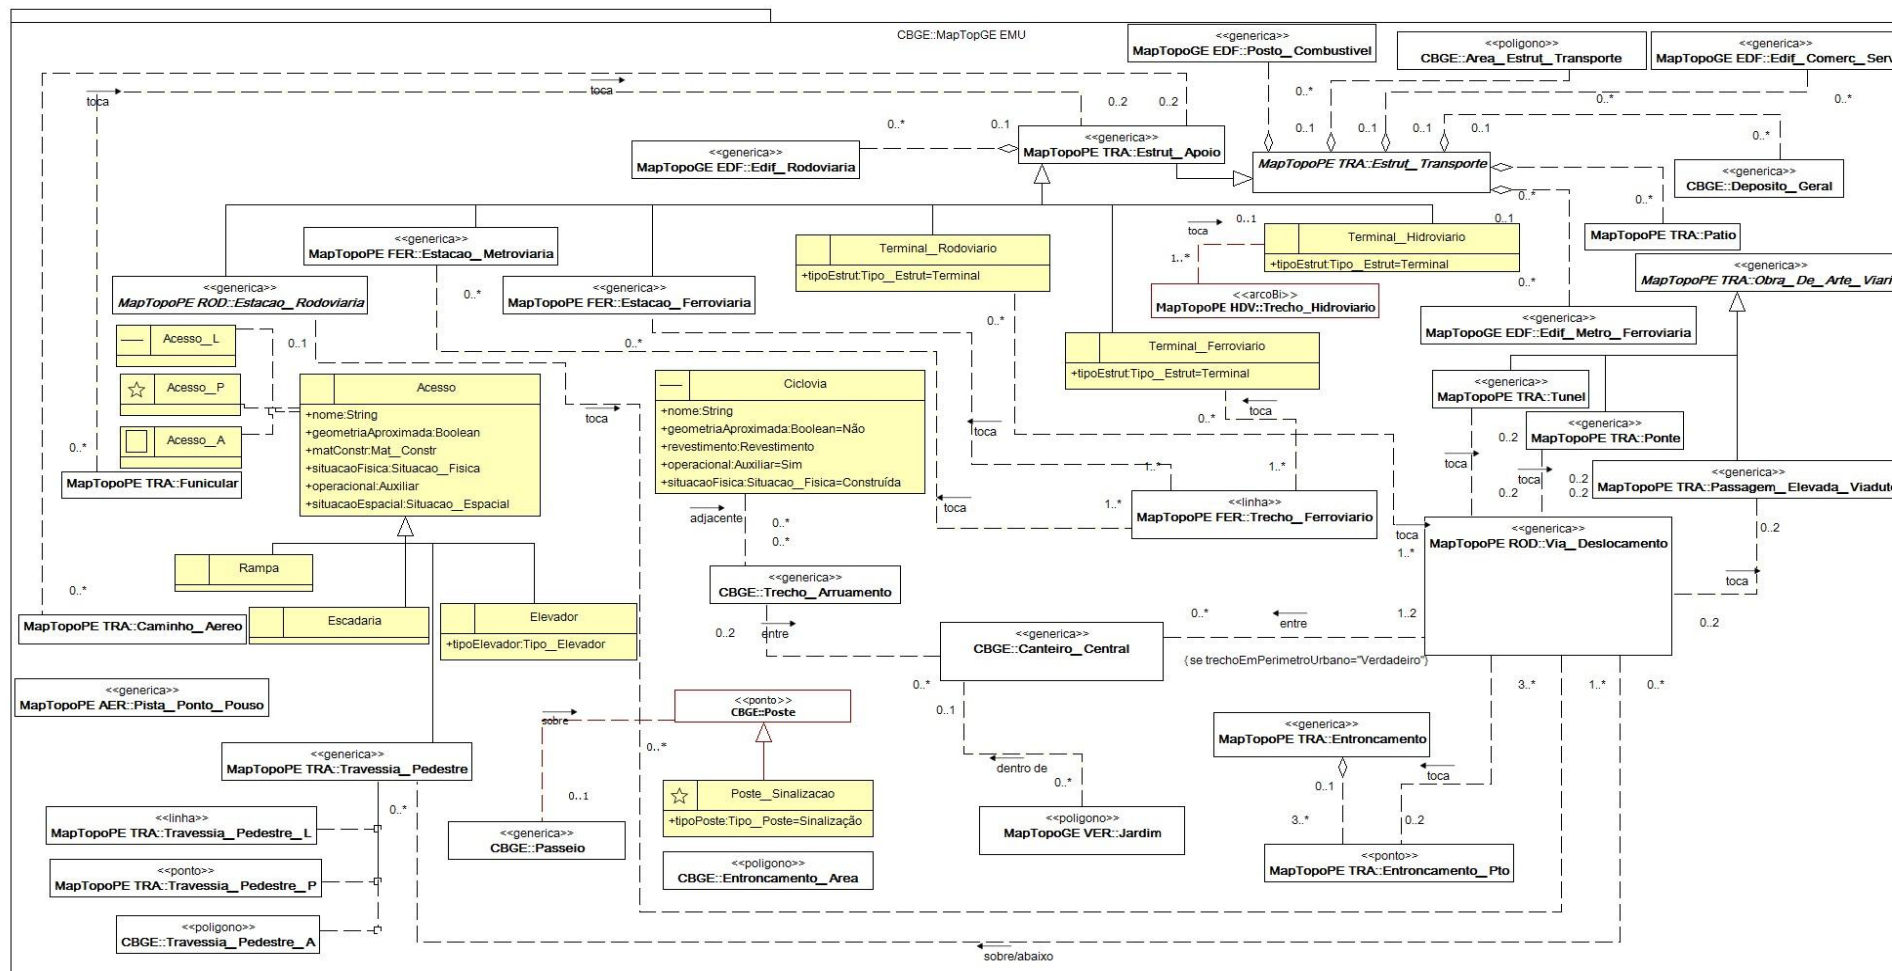 CBGE::MapTopGE EMU
<<generica>>
MapTopoGE EDF::Posto_Combustivel
<<poligono>>
CBGE::Area_Estrut_Transporte
<<generica>>
MapTopoGE EDF::Edif_Comerc_Serv
toca
toca
0..2
0..2
0..*
0..1
0..*
0..*
0..*
0..1
0..1
0..1
0..1
0..*
<<generica>>
MapTopoGE EDF::Edif_Rodoviaria
<<generica>>
MapTopoPE TRA::Estrut_Apoio
MapTopoPE TRA::Estrut_Transporte
<<generica>>
CBGE::Deposito_Geral
0..*
0..*
0..1
MapTopoPE TRA::Patio
<<generica>>
MapTopoPE FER::Estacao_Metroviaria
Terminal_Rodoviario
+tipoEstrut:Tipo_Estrut=Terminal
toca
0..1
Terminal_Hidroviario
+tipoEstrut:Tipo_Estrut=Terminal
1..*
0..*
<<generica>>
MapTopoPE TRA::Obra_De_Arte_Viari
<<generica>>
MapTopoPE ROD::Estacao_Rodoviaria
0..*
<<generica>>
MapTopoPE FER::Estacao_Ferroviaria
<<arcoBi>>
MapTopoPE HDV::Trecho_Hidroviario
<<generica>>
MapTopoGE EDF::Edif_Metro_Ferroviaria
0..*
Acesso_L
0..1
0..*
Terminal_Ferroviario
+tipoEstrut:Tipo_Estrut=Terminal
Acesso_P
Acesso_A
Acesso
+nome:String
+geometriaAproximada:Boolean
+matConstr:Mat_Constr
+situacaoFisica:Situacao_Fisica
+operacional:Auxiliar
+situacaoEspacial:Situacao_Espacial
toca
Ciclovia
+nome:String
+geometriaAproximada:Boolean=Não
+revestimento:Revestimento
+operacional:Auxiliar=Sim
+situacaoFisica:Situacao_Fisica=Construída
toca
0..*
toca
<<generica>>
MapTopoPE TRA::Tunel
<<generica>>
MapTopoPE TRA::Ponte
0..2
toca
toca
0..2
0..2
0..2
<<generica>>
MapTopoPE TRA::Passagem_Elevada_Viaduto
0..*
MapTopoPE TRA::Funicular
1..*
1..*
1..*
toca
<<linha>>
MapTopoPE FER::Trecho_Ferroviario
adjacente
0..*
0..*
toca
1..*
<<generica>>
MapTopoPE ROD::Via_Deslocamento
0..2
toca
0..2
Rampa
0..*
MapTopoPE TRA::Caminho_Aereo
Escadaria
Elevador
+tipoElevador:Tipo_Elevador
<<generica>>
CBGE::Trecho_Arruamento
0..2
entre
<<generica>>
CBGE::Canteiro_Central
0..*
entre
1..2
{se trechoEmPerimetroUrbano="Verdadeiro"}
0..*
0..1
3..*
1..*
0..*
<<generica>>
MapTopoPE AER::Pista_Ponto_Pouso
<<ponto>>
CBGE::Poste
sobre
0..*
0..1
<<generica>>
MapTopoPE TRA::Entroncamento
<<generica>>
MapTopoPE TRA::Travessia_Pedestre
0..*
dentro de
0..*
toca
0..1
3..*
0..2
Poste_Sinalizacao
+tipoPoste:Tipo_Poste=Sinalização
<<linha>>
MapTopoPE TRA::Travessia_Pedestre_L
<<generica>>
CBGE::Passeio
<<poligono>>
MapTopoGE VER::Jardim
<<ponto>>
MapTopoPE TRA::Travessia_Pedestre_P
<<poligono>>
CBGE::Entroncamento_Area
<<ponto>>
MapTopoPE TRA::Entroncamento_Pto
<<poligono>>
CBGE::Travessia_Pedestre_A
sobre/abaixo